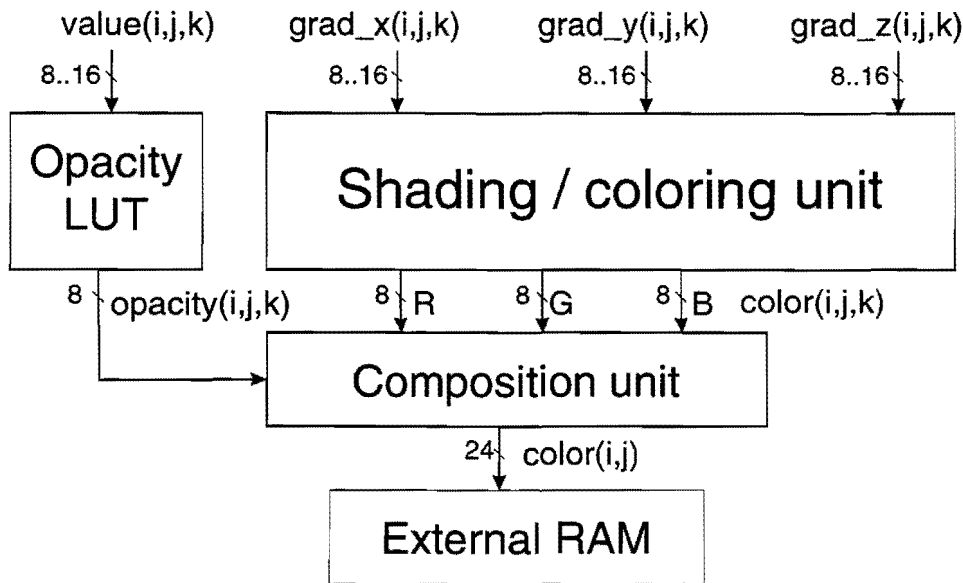 value(i,j,k) grad_x(i,j,k) grad_y(i,j,k) grad_z(i,j,k)
8..16 8..16 8..16 8..16
Opacity
LUT
Shading / coloring unit
8 opacity(i,j,k) 8 R 8 G 8 B color(i,j,k)
Composition unit
24 color(i,j)
External RAM